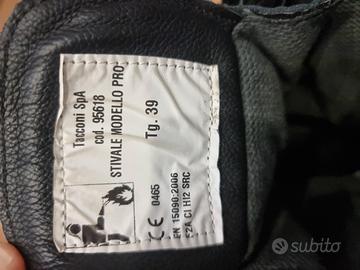 Tacconi SpA
cod. 95618
STIVALE MODELLO PRO
Tg. 39
CE 0465
EN 15090:2006
F2A CI HI2 SRC
subito